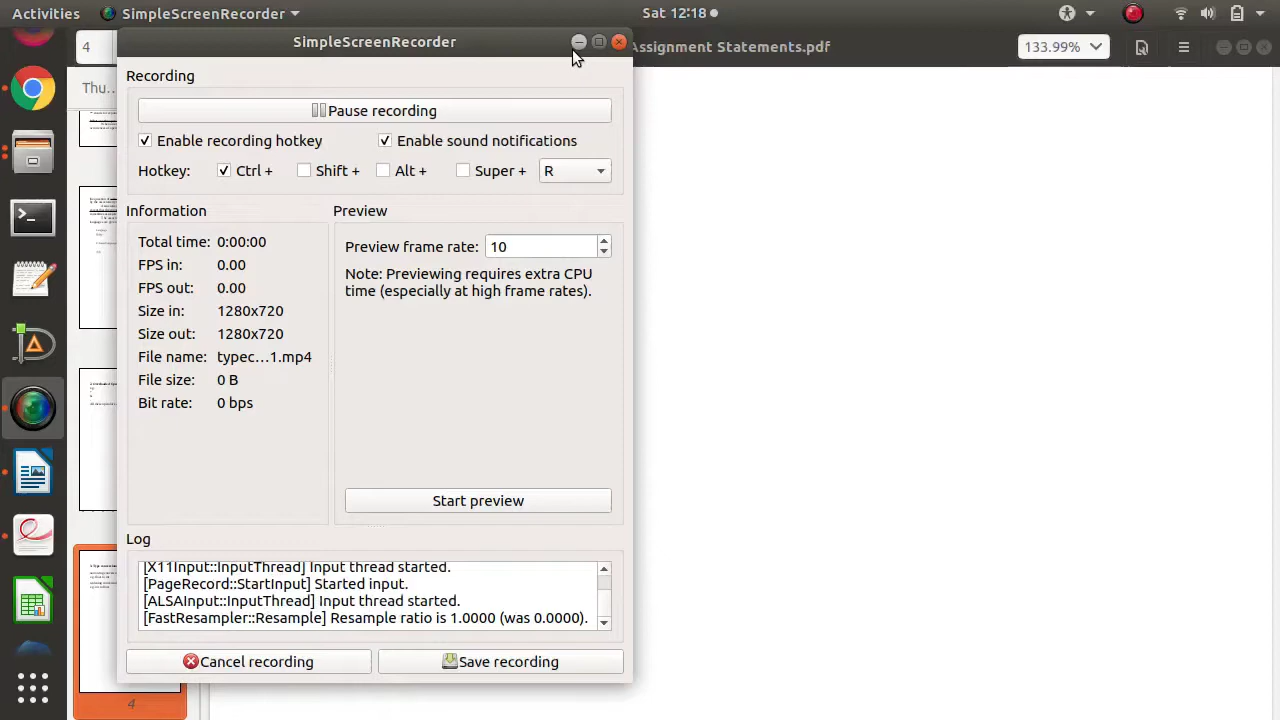 Activities
SimpleScreenRecorder
Sat 12:18
4
SimpleScreenRecorder
Assignment Statements.pdf
133.99%
Thu...
Recording
Pause recording
Enable recording hotkey
Enable sound notifications
Hotkey:
Ctrl +
Shift +
Alt +
Super +
R
Information
Preview
Total time: 0:00:00
FPS in: 0.00
FPS out: 0.00
Size in: 1280x720
Size out: 1280x720
File name: typec...1.mp4
File size: 0 B
Bit rate: 0 bps
Preview frame rate: 10
Note: Previewing requires extra CPU
time (especially at high frame rates).
Start preview
Log
[X11Input::InputThread] Input thread started.
[PageRecord::StartInput] Started input.
[ALSAInput::InputThread] Input thread started.
[FastResampler::Resample] Resample ratio is 1.0000 (was 0.0000).
Cancel recording
Save recording
4